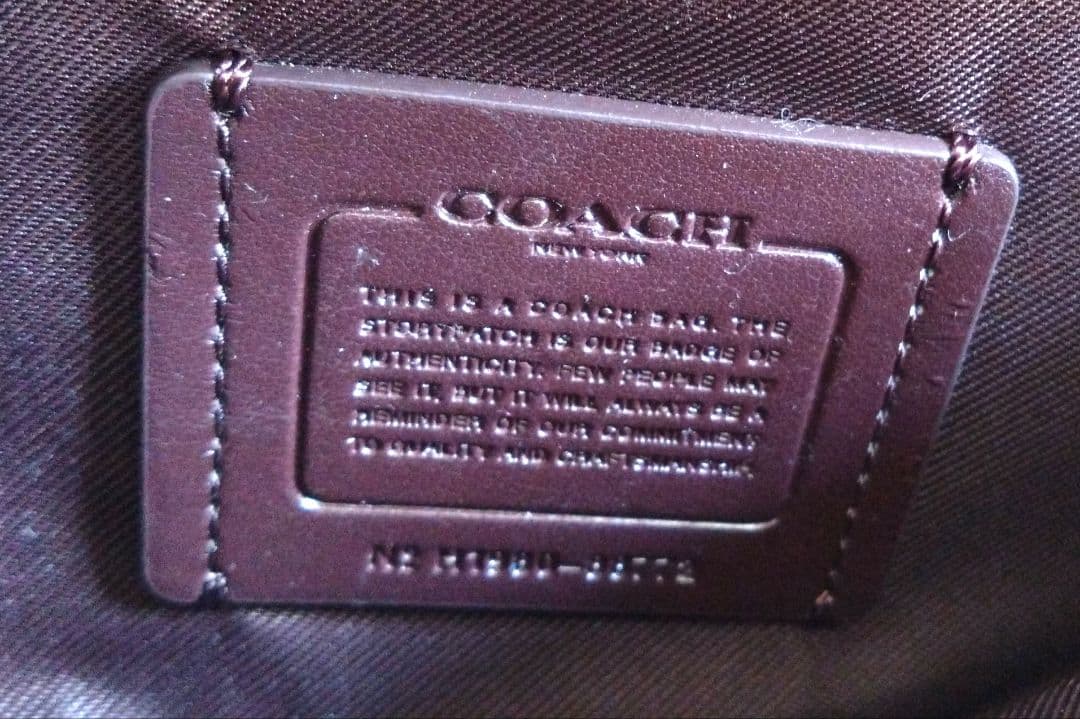 COACH
NEW YORK
THIS IS A COACH BAG. THE
STORYPATCH IS OUR BADGE OF
AUTHENTICITY. FEW PEOPLE MAY
SEE IT, BUT IT WILL ALWAYS BE A
REMINDER OF OUR COMMITMENT
TO QUALITY AND CRAFTSMANSHIP.
Nº